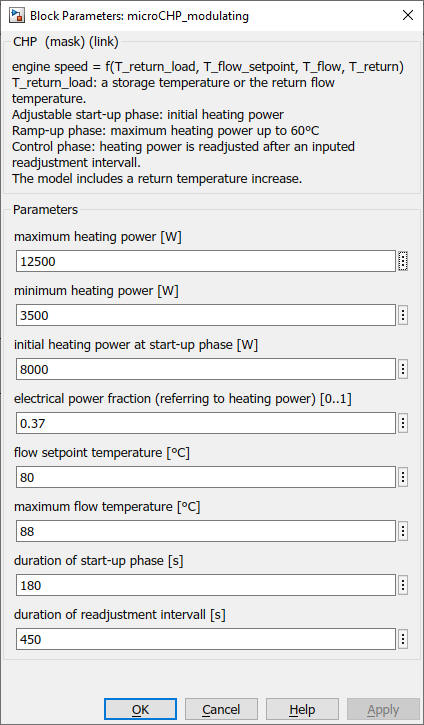 Block Parameters: microCHP_modulating
CHP (mask) (link)
engine speed = f(T_return_load, T_flow_setpoint, T_flow, T_return)
T_return_load: a storage temperature or the return flow
temperature.
Adjustable start-up phase: initial heating power
Ramp-up phase: maximum heating power up to 60°C
Control phase: heating power is readjusted after an inputed
readjustment intervall.
The model includes a return temperature increase.
Parameters
maximum heating power [W]
12500
minimum heating power [W]
3500
initial heating power at start-up phase [W]
8000
electrical power fraction (referring to heating power) [0..1]
0.37
flow setpoint temperature [°C]
80
maximum flow temperature [°C]
88
duration of start-up phase [s]
180
duration of readjustment intervall [s]
450
OK Cancel Help Apply